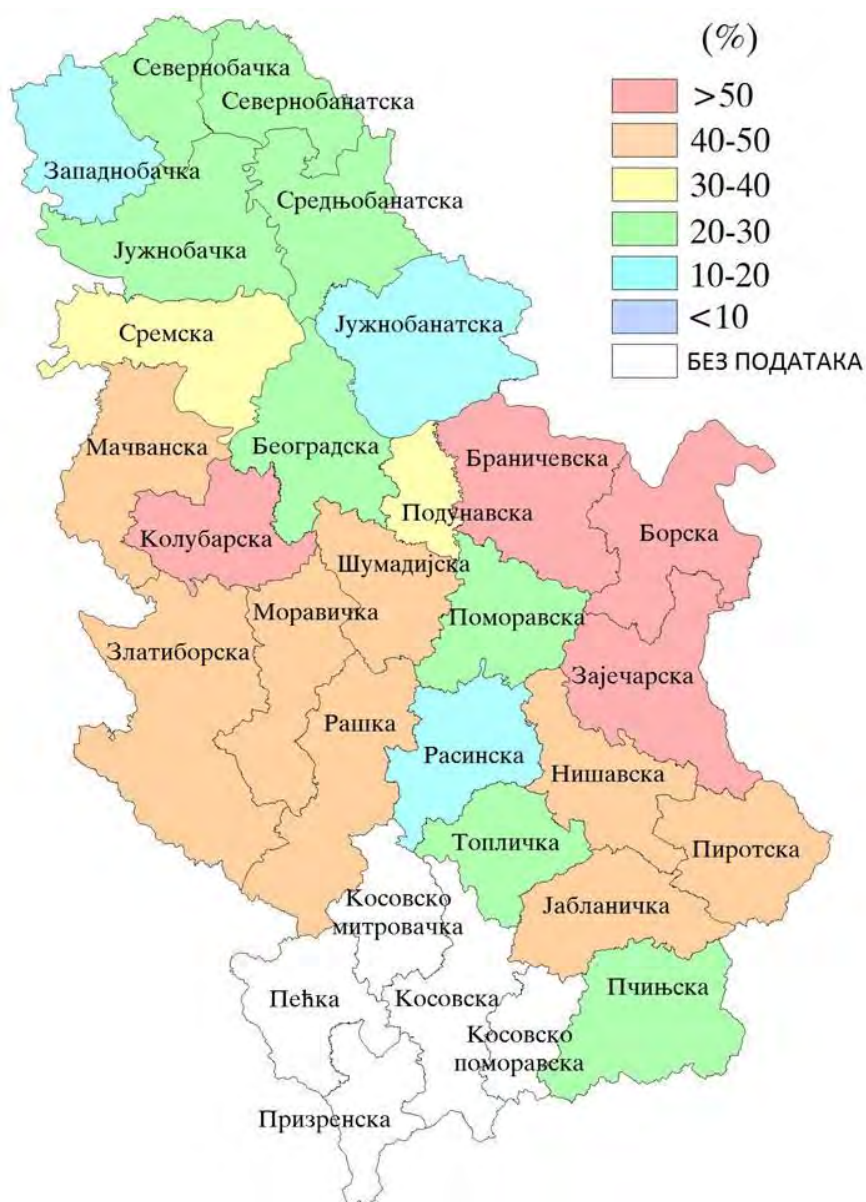 (%)
>50
40-50
30-40
20-30
10-20
<10
БЕЗ ПОДАТАКА
Севернобачка
Севернобанатска
Западнобачка
Средњобанатска
Јужнобачка
Сремска
Јужнобанатска
Мачванска
Београдска
Браничевска
Подунавска
Борска
Колубарска
Шумадијска
Моравичка
Поморавска
Златиборска
Зајечарска
Рашка
Расинска
Нишавска
Топличка
Пиротска
Косовско
митровачка
Јабланичка
Пећка
Косовска
Пчињска
Косовско
поморавска
Призренска